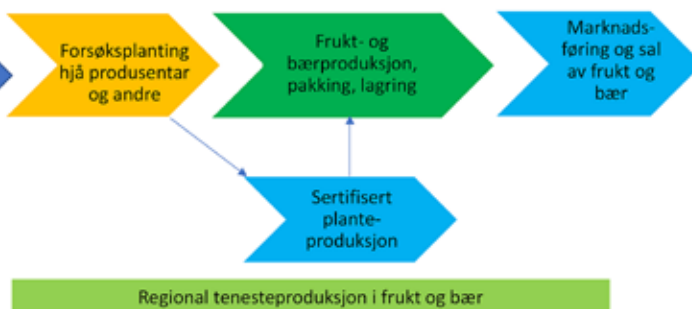 Forsøksplanting
hjå produsentar
og andre
Frukt- og
bærproduksjon,
pakking, lagring
Marknads-
føring og sal
av frukt og
bær
Sertifisert
plante-
produksjon
Regional tenesteproduksjon i frukt og bær